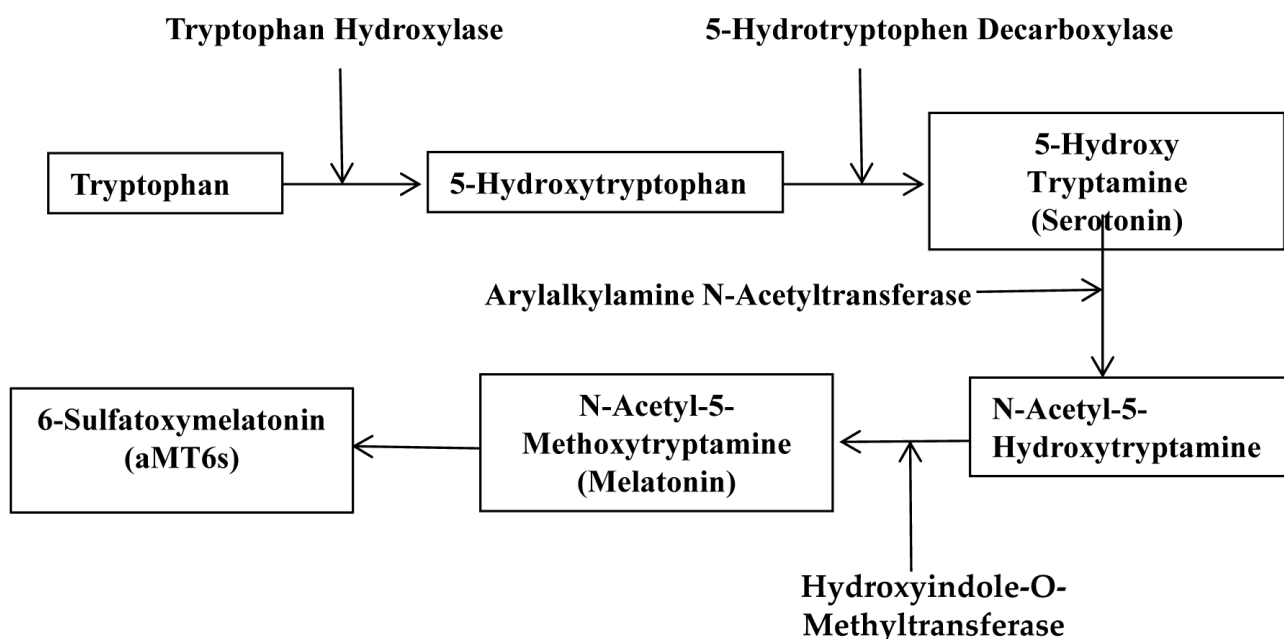 Tryptophan Hydroxylase
5-Hydrotryptophen Decarboxylase
Tryptophan
5-Hydroxytryptophan
5-Hydroxy
Tryptamine
(Serotonin)
Arylalkylamine N-Acetyltransferase
6-Sulfatoxymelatonin
(aMT6s)
N-Acetyl-5-
Methoxytryptamine
(Melatonin)
N-Acetyl-5-
Hydroxytryptamine
Hydroxyindole-O-
Methyltransferase